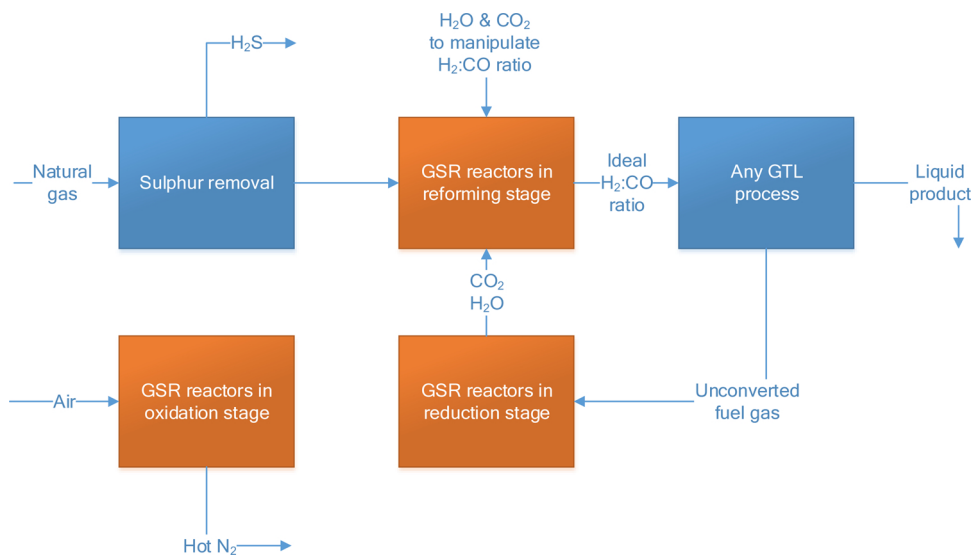 H₂S
H₂O & CO₂
to manipulate
H₂:CO ratio
Natural
gas
Sulphur removal
GSR reactors in
reforming stage
Ideal
H₂:CO
ratio
Any GTL
process
Liquid
product
CO₂
H₂O
Air
GSR reactors in
oxidation stage
GSR reactors in
reduction stage
Unconverted
fuel gas
Hot N₂